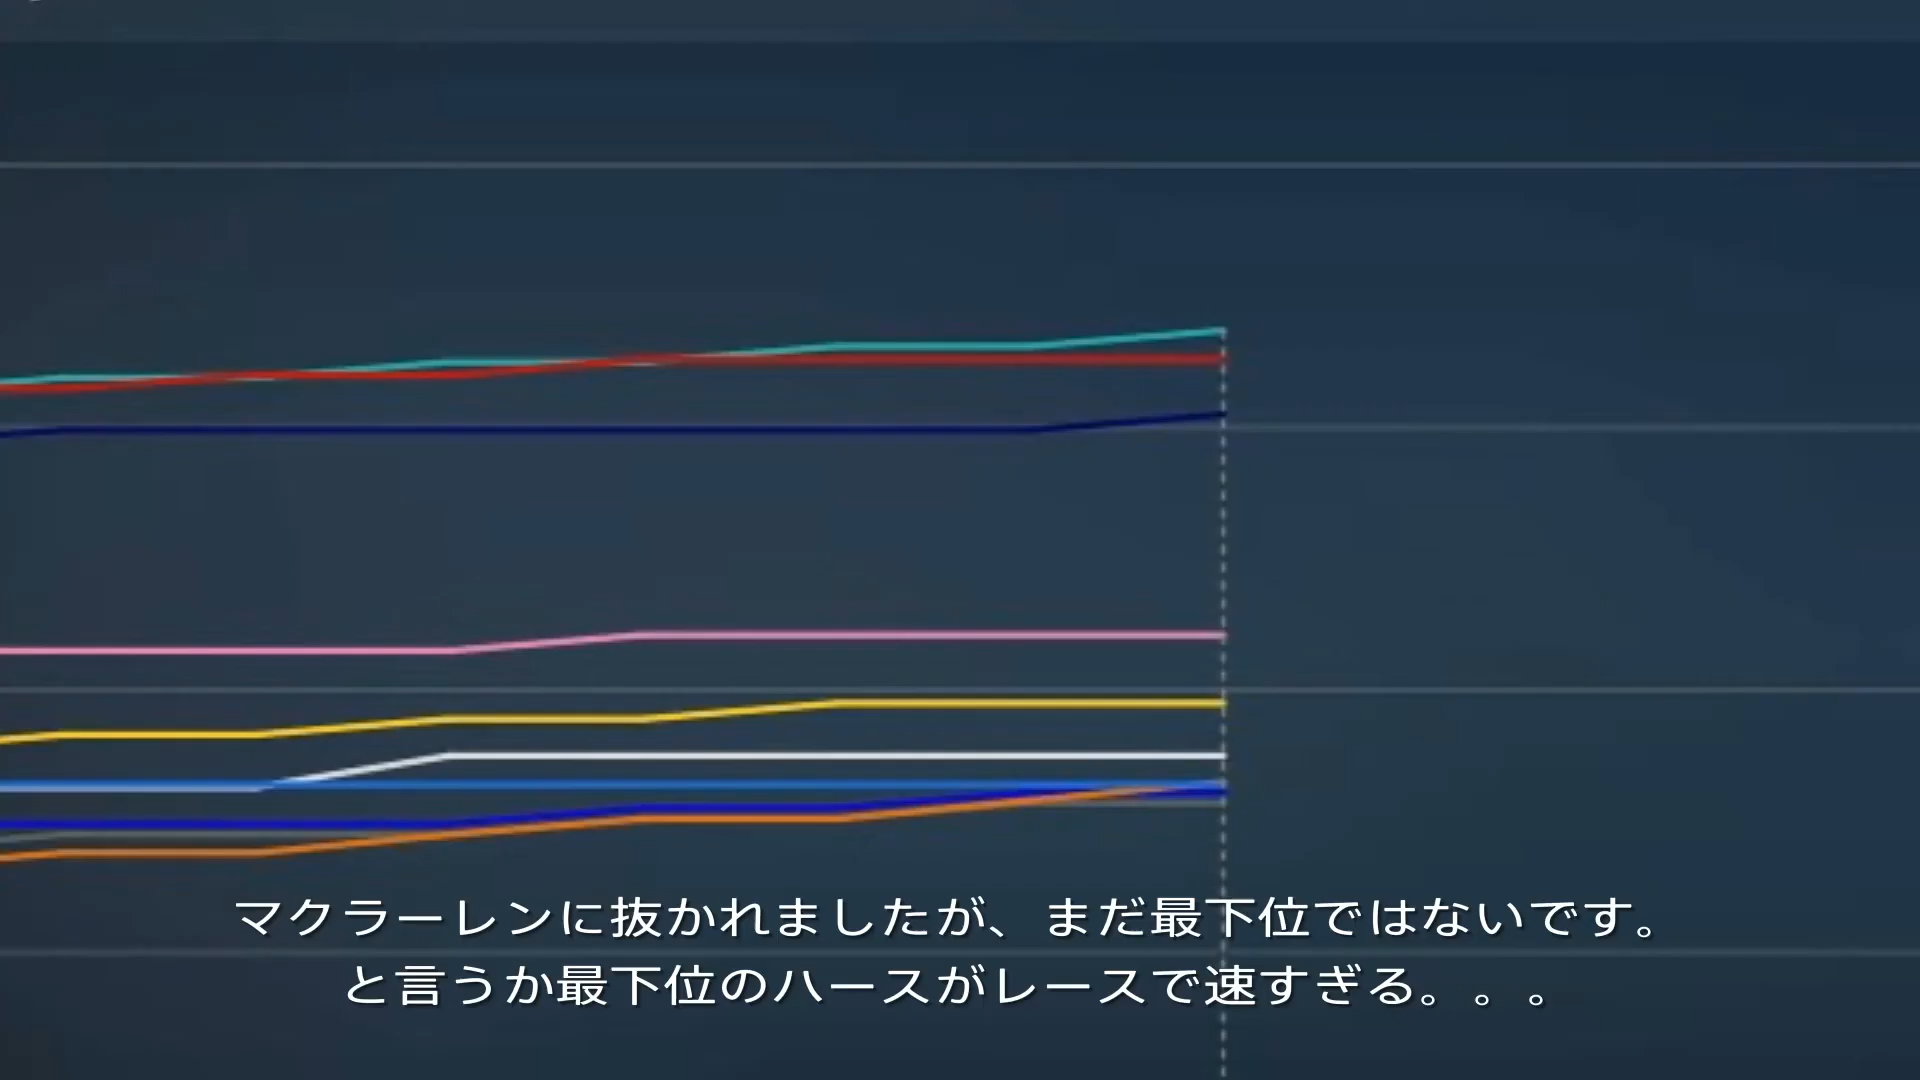 マクラーレンに抜かれましたが、まだ最下位ではないです。
と言うか最下位のハースがレースで速すぎる。。。